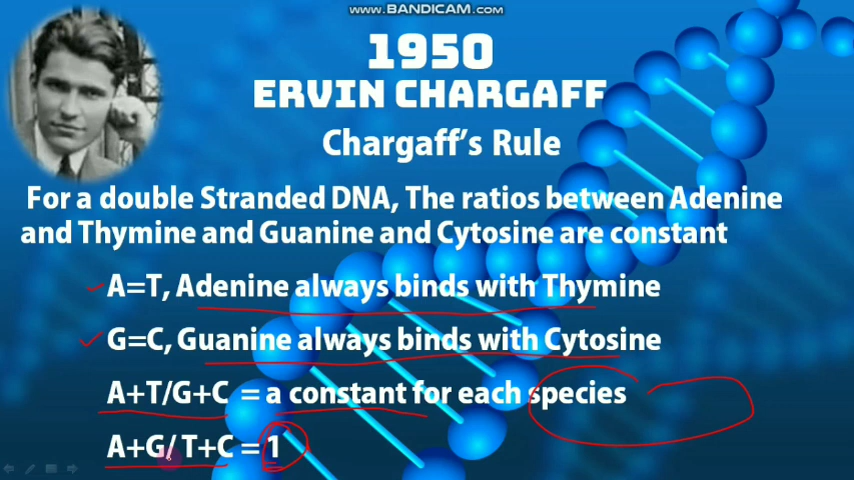 WWW.BANDICAM.COM
1950
ERVIN CHARGAFF
Chargaff's Rule
For a double Stranded DNA, The ratios between Adenine
and Thymine and Guanine and Cytosine are constant
A=T, Adenine always binds with Thymine
G=C, Guanine always binds with Cytosine
A+T/G+C = a constant for each species
A+G/ T+C = 1